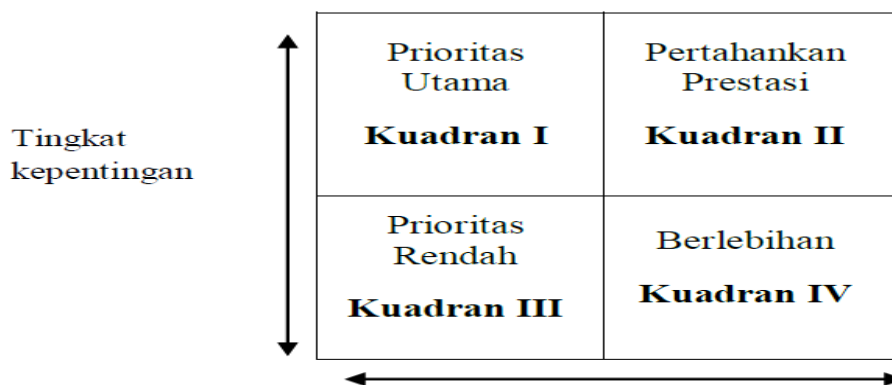 Prioritas
Utama
Kuadran I
Pertahankan
Prestasi
Kuadran II
Tingkat
kepentingan
Prioritas
Rendah
Kuadran III
Berlebihan
Kuadran IV